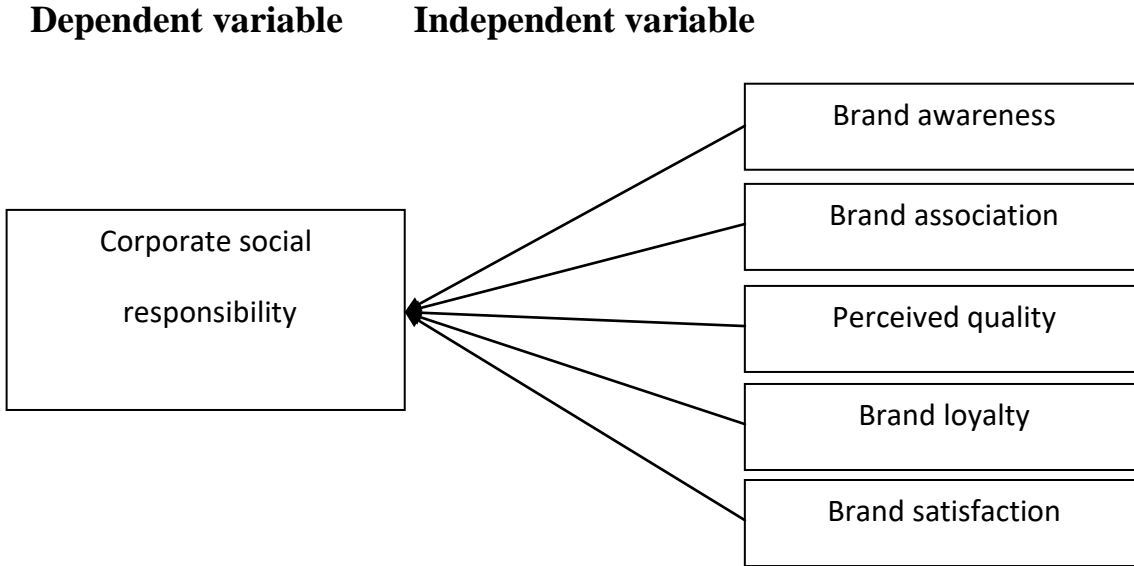 Dependent variable
Independent variable
Corporate social
responsibility
Brand awareness
Brand association
Perceived quality
Brand loyalty
Brand satisfaction